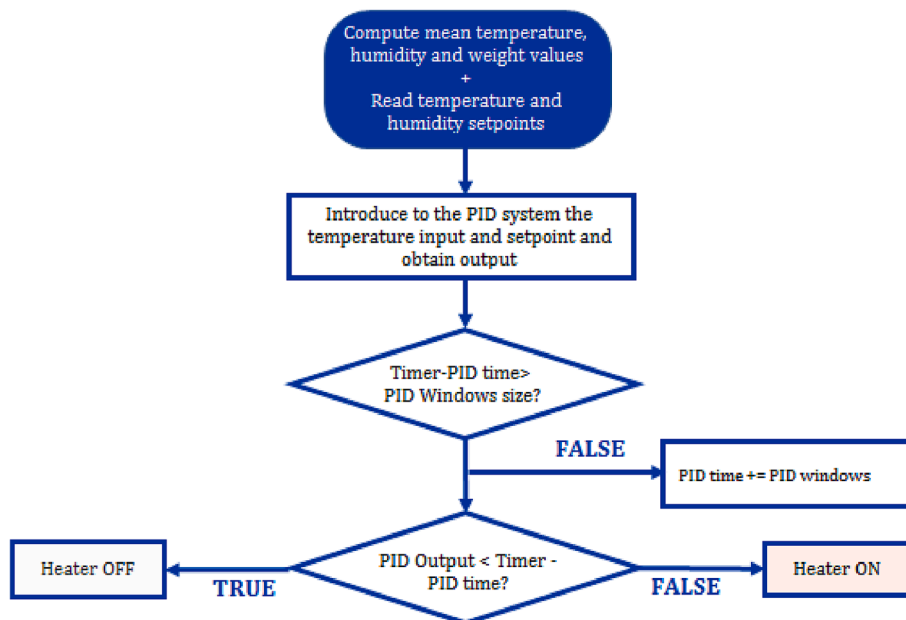 Compute mean temperature,
humidity and weight values
+
Read temperature and
humidity setpoints
Introduce to the PID system the
temperature input and setpoint and
obtain output
Timer-PID time>
PID Windows size?
FALSE
PID time += PID windows
PID Output < Timer -
PID time?
Heater OFF
TRUE
FALSE
Heater ON